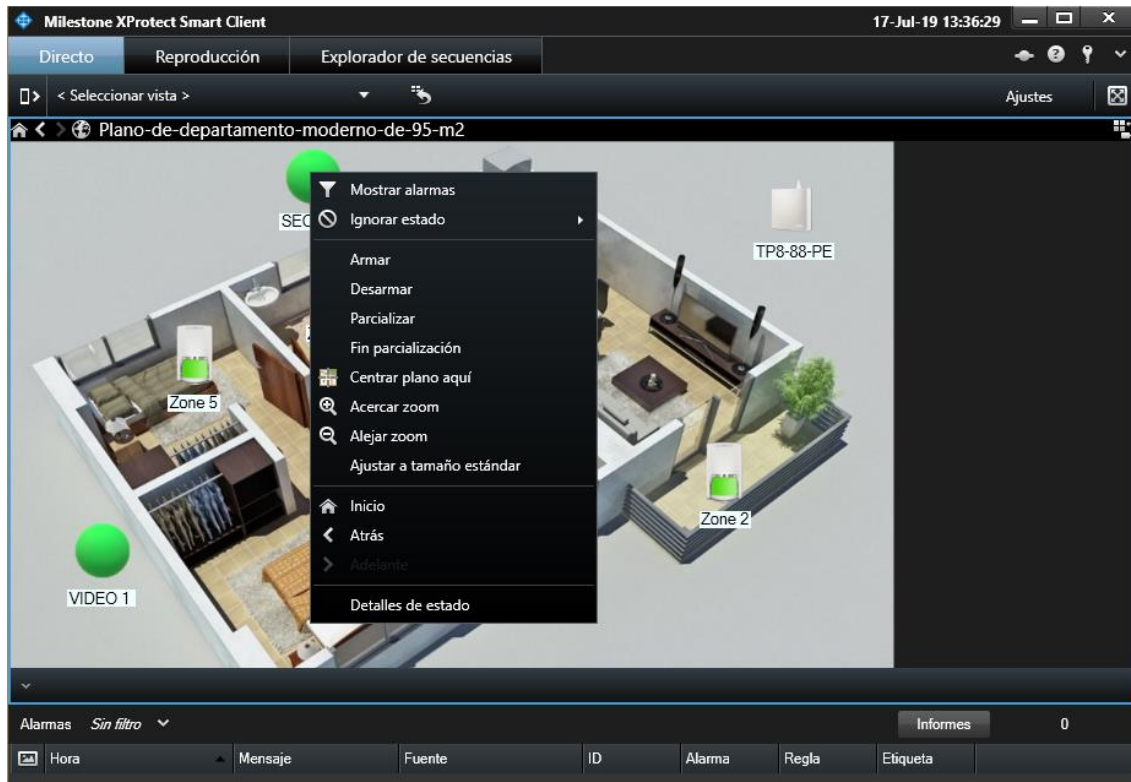 Milestone XProtect Smart Client 17-Jul-19 13:36:29
Directo Reproducción Explorador de secuencias
< Seleccionar vista > Ajustes
Plano-de-departamento-moderno-de-95-m2
Mostrar alarmas
Ignorar estado
Armar
Desarmar
Parcializar
Fin parcialización
Centrar plano aquí
Acercar zoom
Alejar zoom
Ajustar a tamaño estándar
Inicio
Atrás
Adelante
Detalles de estado
TP8-88-PE
Zone 5
Zone 2
VIDEO 1
Alarmas Sin filtro Informes 0
Hora Mensaje Fuente ID Alarma Regla Etiqueta